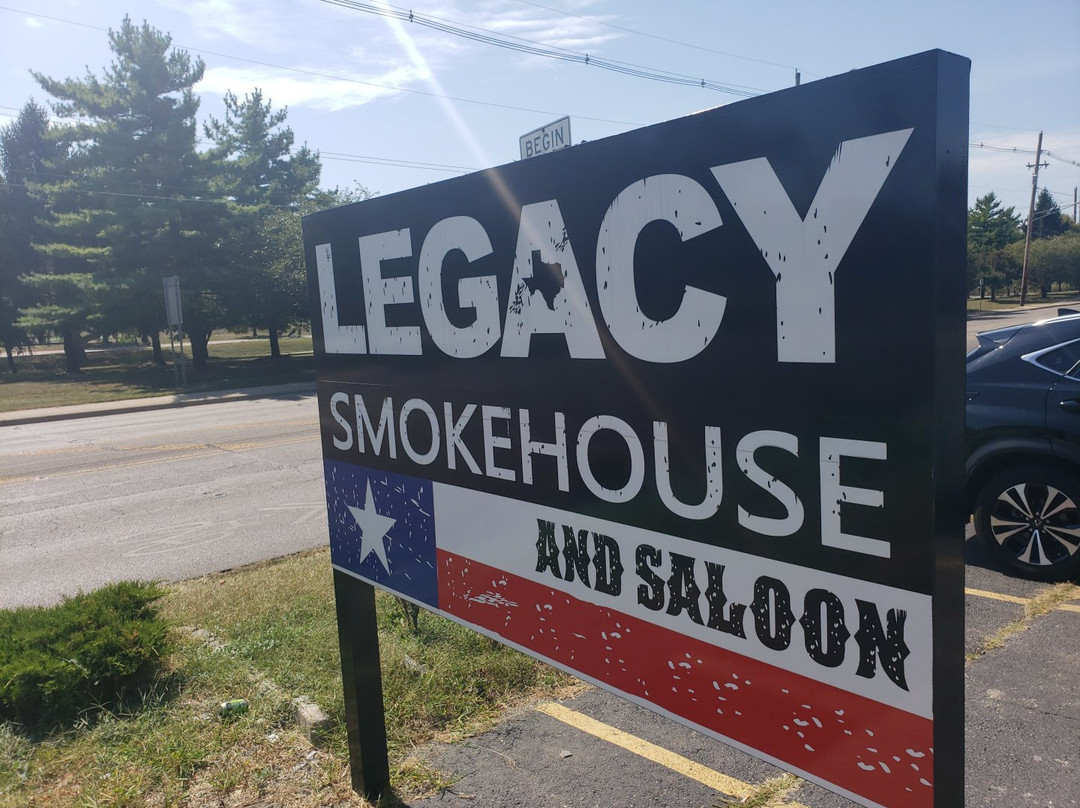 BEGIN
LEGACY
SMOKEHOUSE
AND SALOON